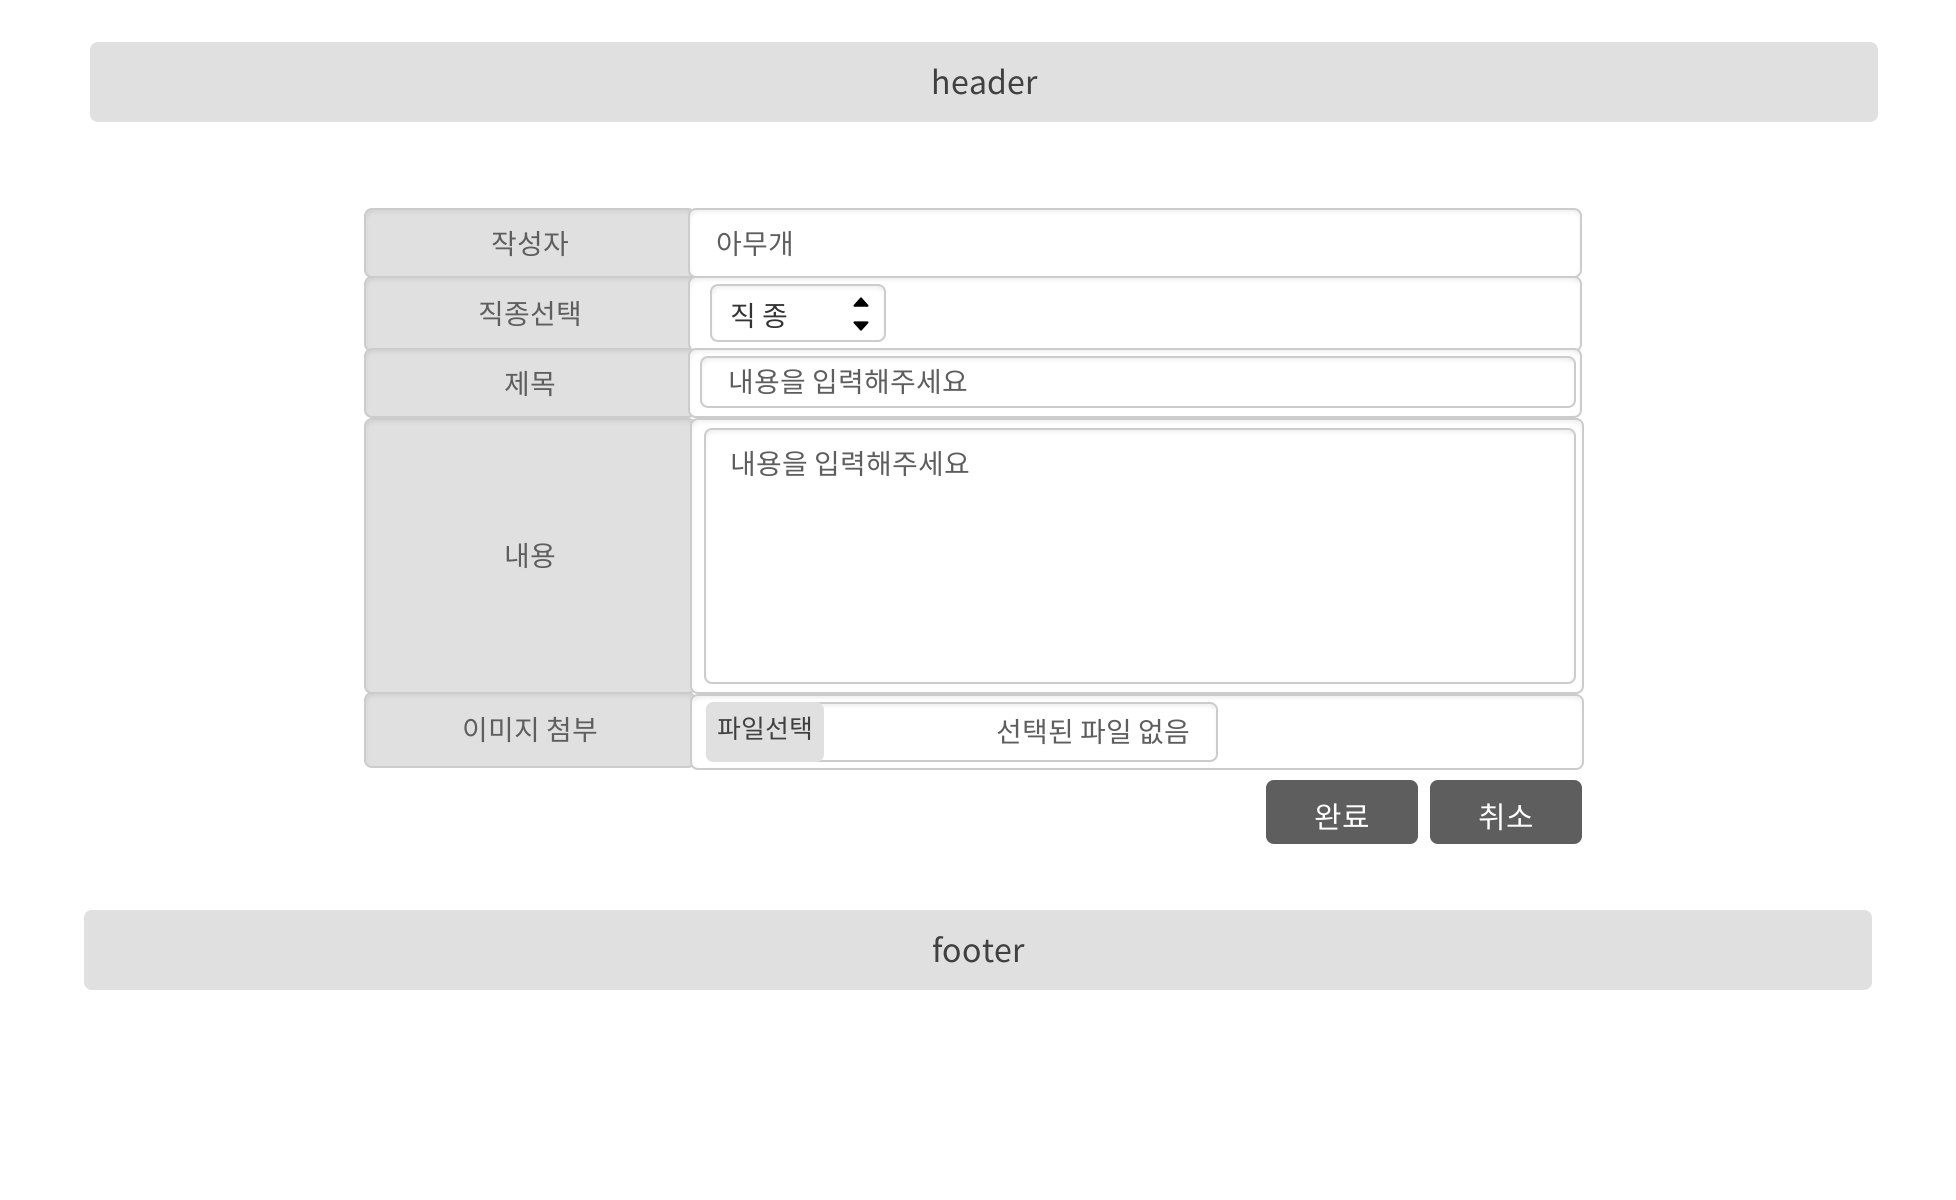 header
작성자
아무개
직종선택
직 종
제목
내용을 입력해주세요
내용
내용을 입력해주세요
이미지 첨부
파일선택
선택된 파일 없음
완료
취소
footer